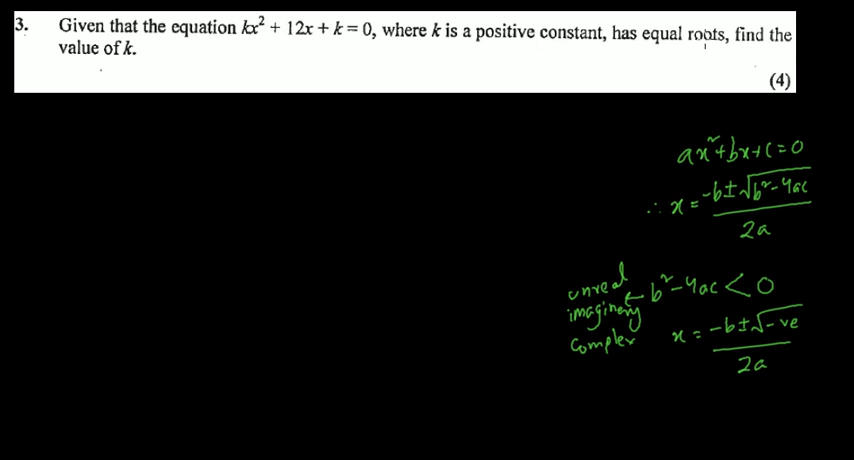 3. Given that the equation kx² + 12x + k = 0, where k is a positive constant, has equal roots, find the
value of k.
(4)
ax²+bx+c=0
∴ x = -b±√b²-4ac
2a
unreal
imaginery ← b²-4ac < 0
complex
x = -b±√-ve
2a